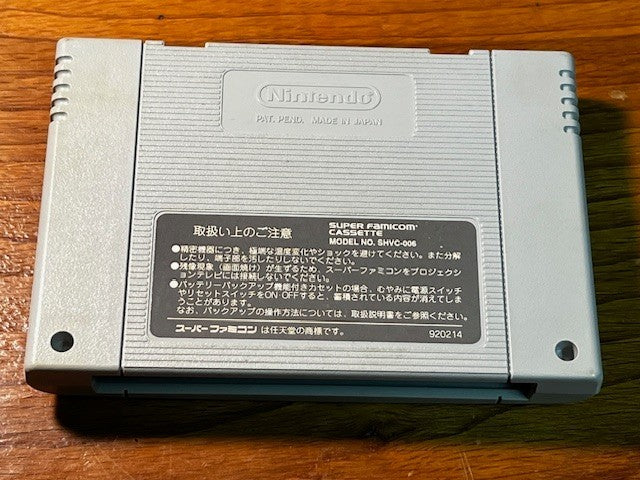 Nintendo
PAT. PEND. MADE IN JAPAN
取扱い上のご注意
SUPER FAMICOM
CASSETTE
MODEL NO. SHVC-006
●精密機器につき、極端な温度変化やショックを避けてください。また分解
したり、端子部を汚したりしないでください。
●残像現象(画面焼け)が生ずるため、スーパーファミコンをプロジェクシ
ョンテレビには接続しないでください。
●バッテリーバックアップ機能付きカセットの場合、むやみに電源スイッチ
やリセットスイッチをON・OFFすると、蓄積されている内容が消えてしま
うことがあります。
なお、バックアップの操作方法については、取扱説明書をご参照ください。
スーパーファミコン は任天堂の商標です。
920214